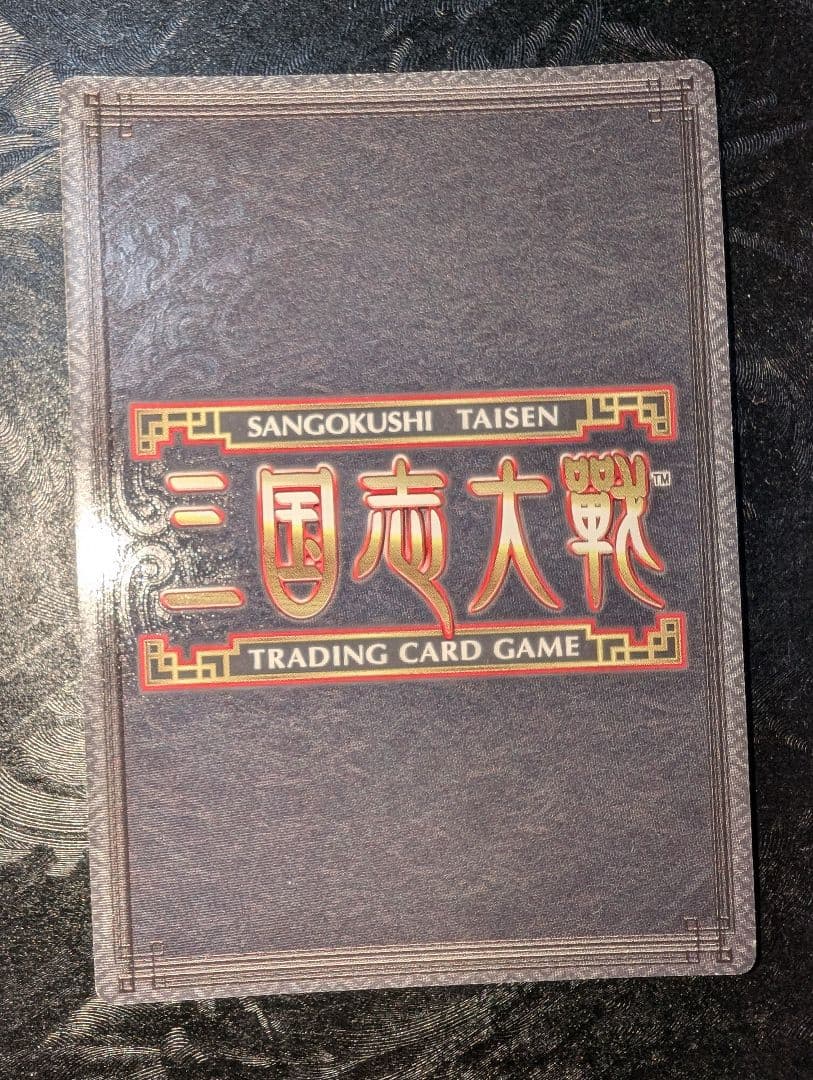 SANGOKUSHI TAISEN
三国志大戦™
TRADING CARD GAME